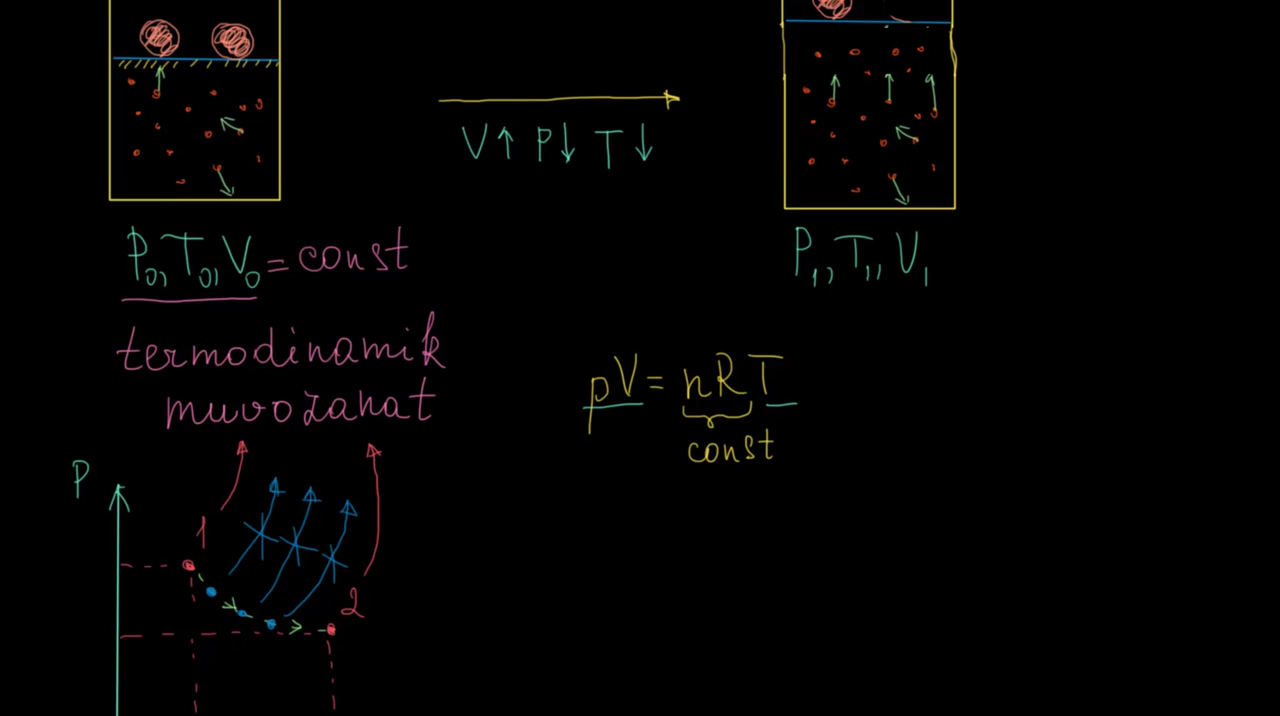 V↑ P↓ T↓
P₀, T₀, V₀ = const
P₁, T₁, V₁
termodinamik
muvozanat
pV = nRT
const
P
1
2